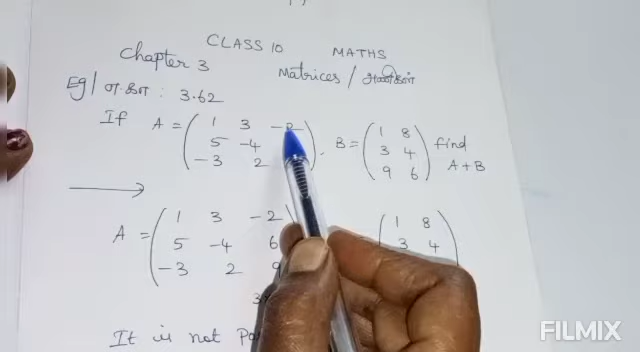 CLASS 10 MATHS
Chapter 3 Matrices / அணிகள்
Eg / எ.கா : 3.62
If A = ( 1 3 -2 B = ( 1 8 find
5 -4 3 4 A + B
-3 2 9 6 )
A = ( 1 3 -2 ( 1 8
5 -4 6 3 4
-3 2 9
3
It is not
FILMIX